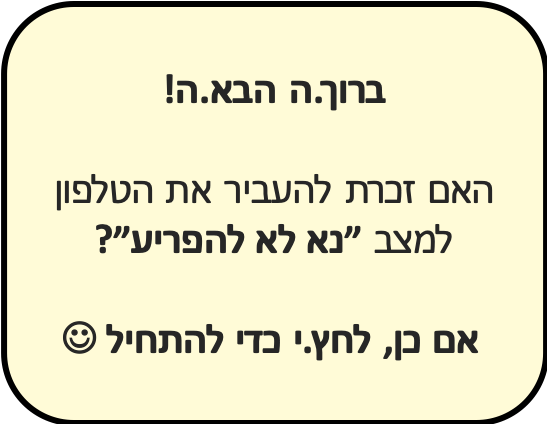 ברוך.ה הבא.ה!
האם זכרת להעביר את הטלפון
למצב ״נא לא להפריע״?
אם כן, לחץ.י כדי להתחיל ☺